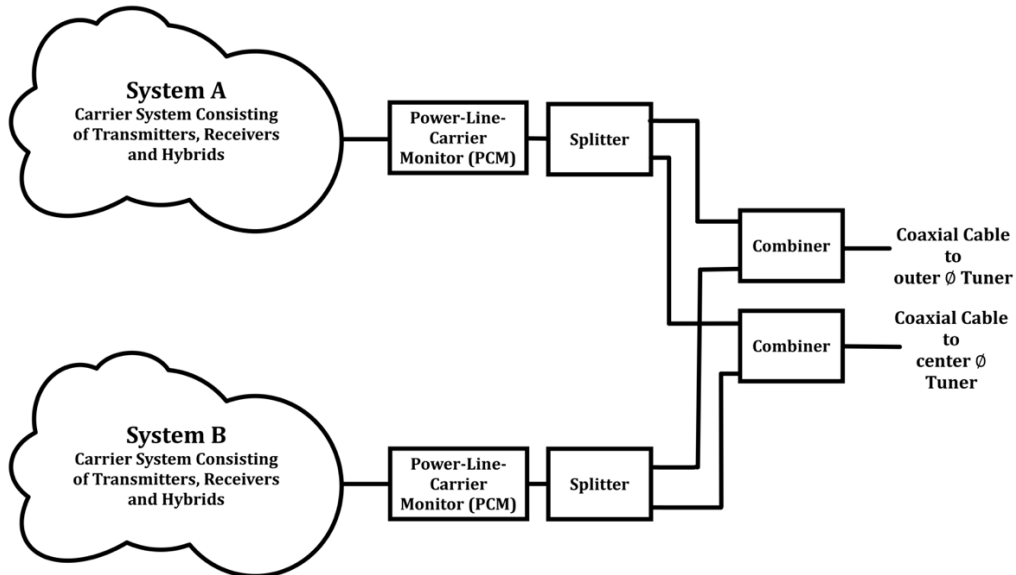 System A
Carrier System Consisting
of Transmitters, Receivers
and Hybrids
Power-Line-
Carrier
Monitor (PCM)
Splitter
Combiner
Coaxial Cable
to
outer ∅ Tuner
Combiner
Coaxial Cable
to
center ∅
Tuner
System B
Carrier System Consisting
of Transmitters, Receivers
and Hybrids
Power-Line-
Carrier
Monitor (PCM)
Splitter